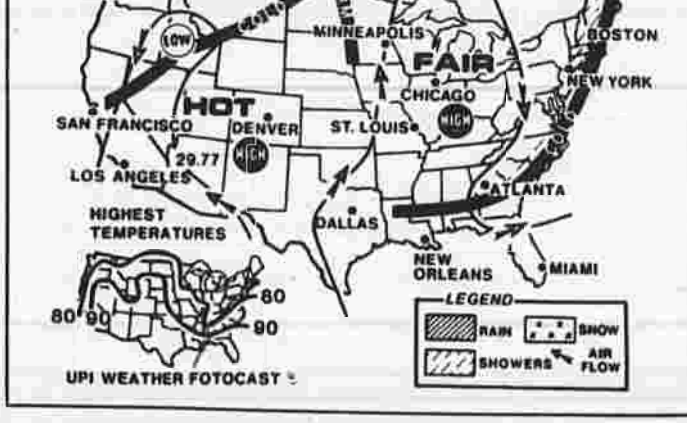 COLD
MINNEAPOLIS
BOSTON
LOW
FAIR
NEW YORK
CHICAGO
HOT
SAN FRANCISCO
DENVER
ST. LOUIS
HIGH
29.77
HIGH
LOS ANGELES
ATLANTA
HIGHEST
TEMPERATURES
DALLAS
NEW
ORLEANS
MIAMI
LEGEND
RAIN
SNOW
SHOWERS
AIR
FLOW
80
90
80
90
UPI WEATHER FOTOCAST